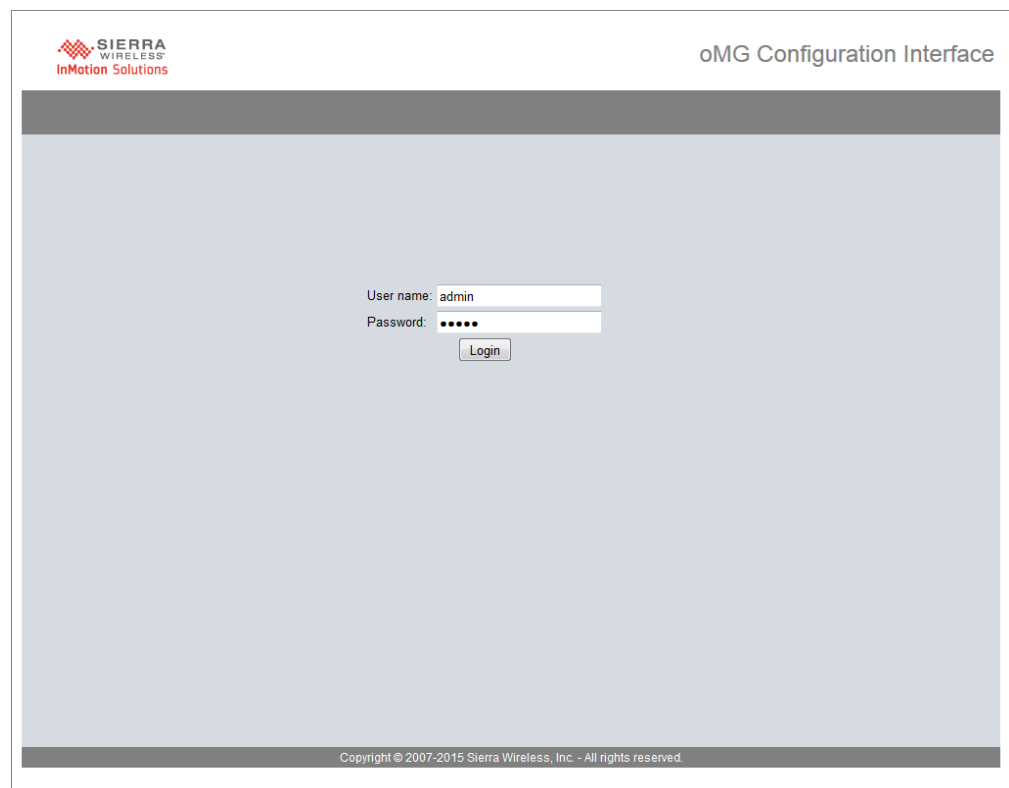 SIERRA
WIRELESS®
InMotion Solutions
oMG Configuration Interface
User name: admin
Password: •••••
Login
Copyright © 2007-2015 Sierra Wireless, Inc. - All rights reserved.